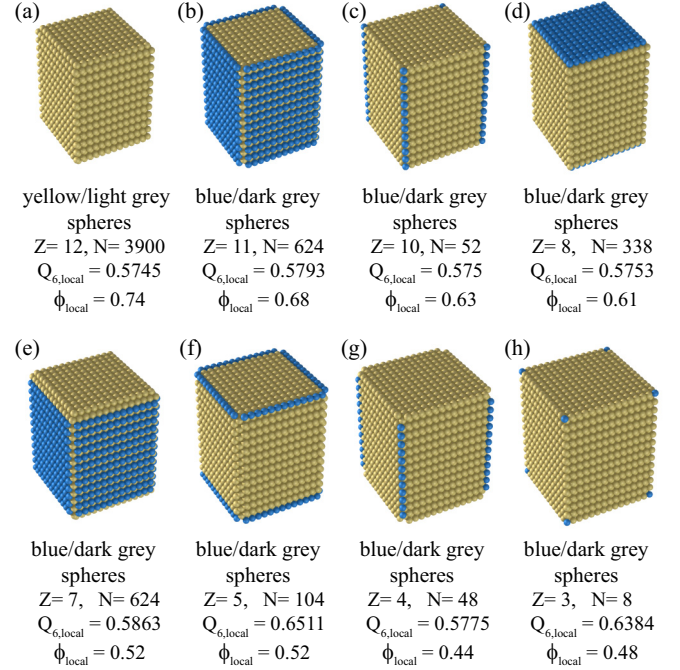 (a)
(b)
(c)
(d)
yellow/light grey
spheres
Z= 12, N= 3900
Q6,local = 0.5745
ϕlocal = 0.74
blue/dark grey
spheres
Z= 11, N= 624
Q6,local = 0.5793
ϕlocal = 0.68
blue/dark grey
spheres
Z= 10, N= 52
Q6,local = 0.575
ϕlocal = 0.63
blue/dark grey
spheres
Z= 8, N= 338
Q6,local = 0.5753
ϕlocal = 0.61
(e)
(f)
(g)
(h)
blue/dark grey
spheres
Z= 7, N= 624
Q6,local = 0.5863
ϕlocal = 0.52
blue/dark grey
spheres
Z= 5, N= 104
Q6,local = 0.6511
ϕlocal = 0.52
blue/dark grey
spheres
Z= 4, N= 48
Q6,local = 0.5775
ϕlocal = 0.44
blue/dark grey
spheres
Z= 3, N= 8
Q6,local = 0.6384
ϕlocal = 0.48